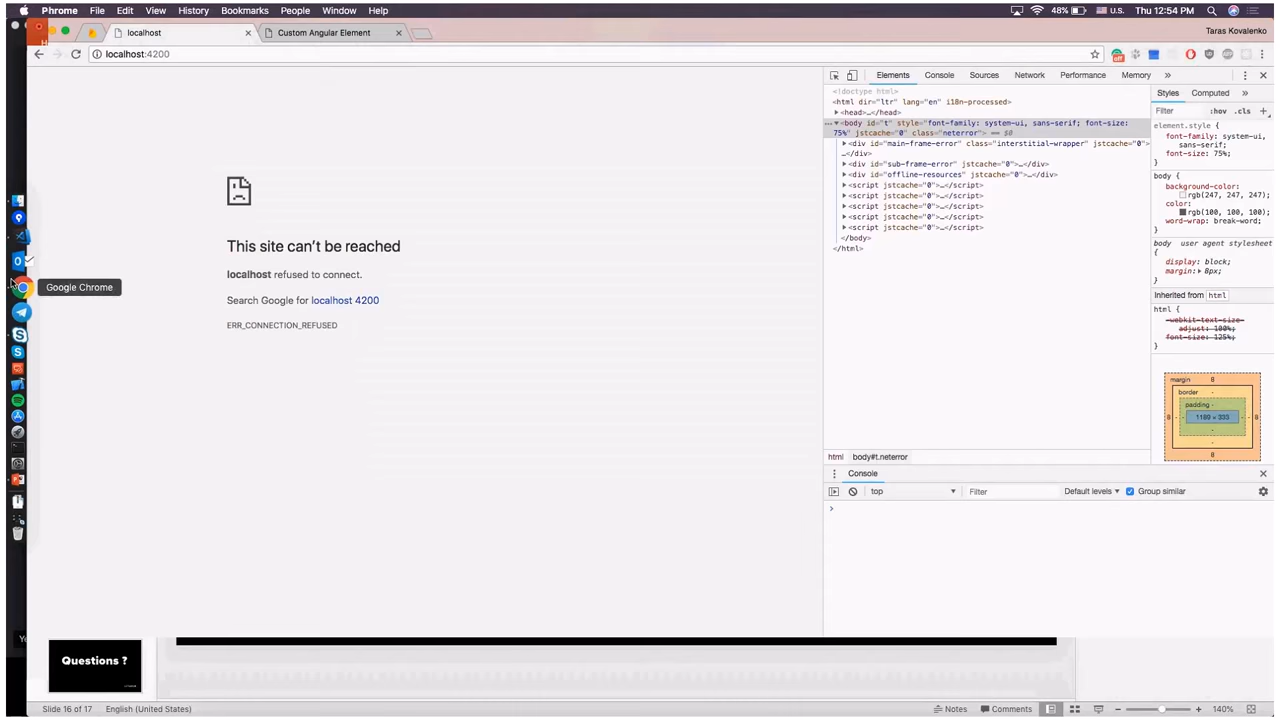 Phrome File Edit View History Bookmarks People Window Help 48% U.S. Thu 12:54 PM
localhost Custom Angular Element Taras Kovalenko
localhost:4200
This site can't be reached
localhost refused to connect.
Search Google for localhost 4200
ERR_CONNECTION_REFUSED
Google Chrome
Elements Console Sources Network Performance Memory »
<!doctype html>
<html dir="ltr" lang="en" i18n-processed>
<head>…</head>
<body id="t" style="font-family: system-ui, sans-serif; font-size:
75%" jstcache="0" class="neterror"> == $0
<div id="main-frame-error" class="interstitial-wrapper" jstcache="0">
…</div>
<div id="sub-frame-error" jstcache="0">…</div>
<div id="offline-resources" jstcache="0">…</div>
<script jstcache="0">…</script>
<script jstcache="0">…</script>
<script jstcache="0">…</script>
<script jstcache="0">…</script>
<script jstcache="0">…</script>
</body>
</html>
html body#t.neterror
Styles Computed »
Filter :hov .cls
element.style {
font-family: system-ui,
sans-serif;
font-size: 75%;
}
body {
background-color:
rgb(247, 247, 247);
color:
rgb(100, 100, 100);
word-wrap: break-word;
}
body user agent stylesheet
{
display: block;
margin: 8px;
}
Inherited from html
html {
-webkit-text-size-
adjust: 100%;
font-size: 125%;
}
margin 8
border -
padding -
8 - - 1189 × 333 - - 8
-
-
8
Console
top Filter Default levels Group similar
>
Questions ?
Slide 16 of 17 English (United States) Notes Comments 140%